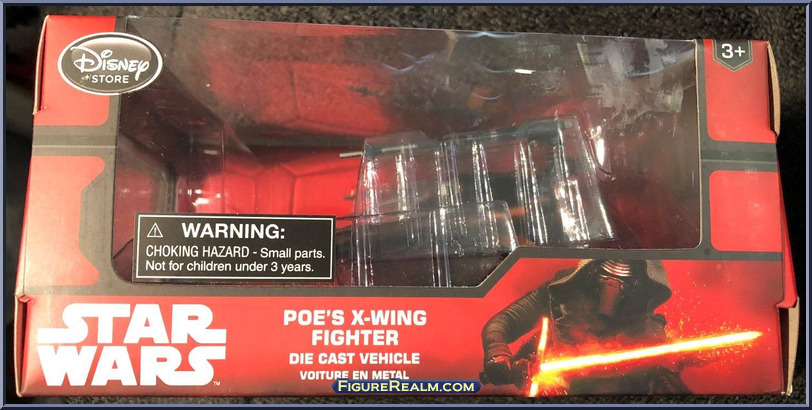 Disney
STORE
3+
⚠ WARNING:
CHOKING HAZARD - Small parts.
Not for children under 3 years.
STAR
WARS™
POE'S X-WING
FIGHTER
DIE CAST VEHICLE
VOITURE EN METAL
FIGUREREALM.COM